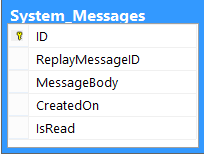 System_Messages
ID
ReplayMessageID
MessageBody
CreatedOn
IsRead